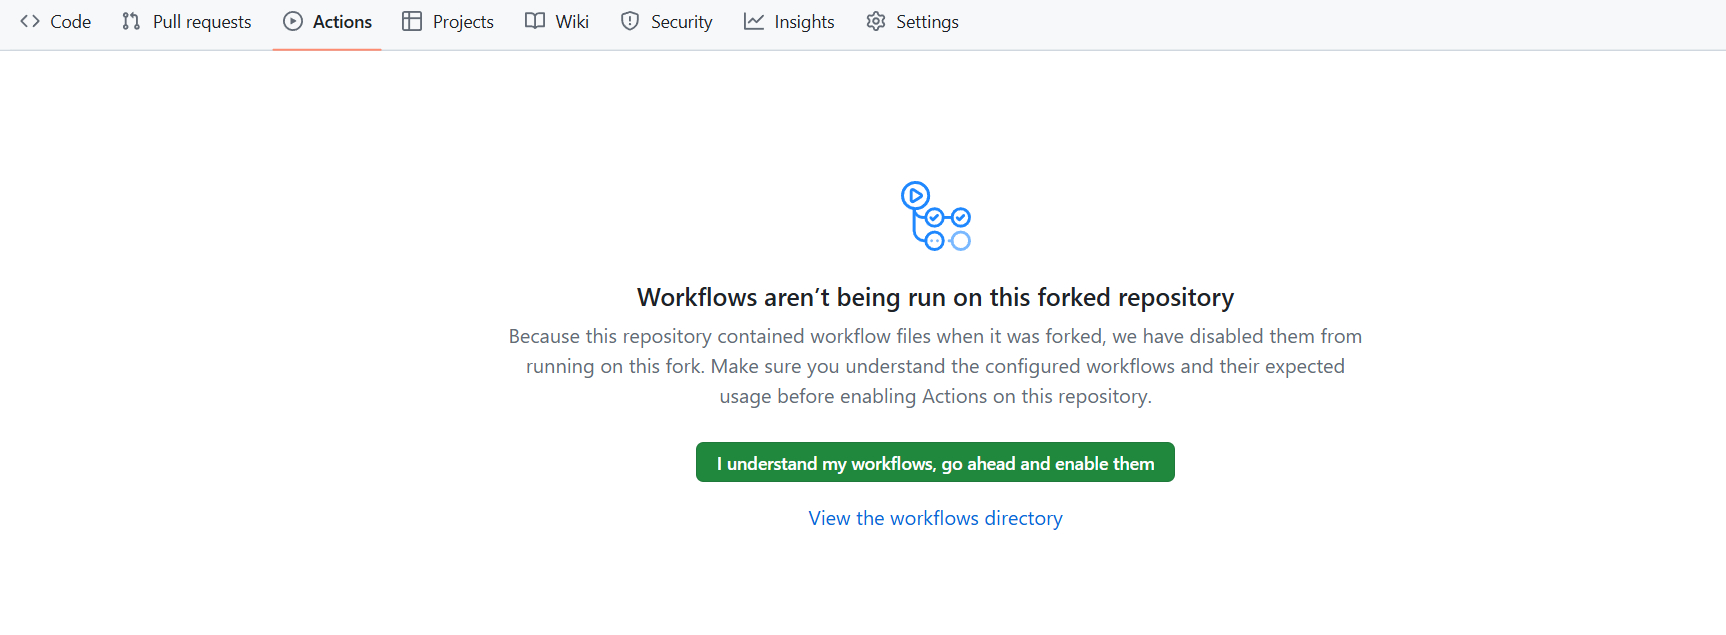 Code Pull requests Actions Projects Wiki Security Insights Settings
Workflows aren’t being run on this forked repository
Because this repository contained workflow files when it was forked, we have disabled them from
running on this fork. Make sure you understand the configured workflows and their expected
usage before enabling Actions on this repository.
I understand my workflows, go ahead and enable them
View the workflows directory